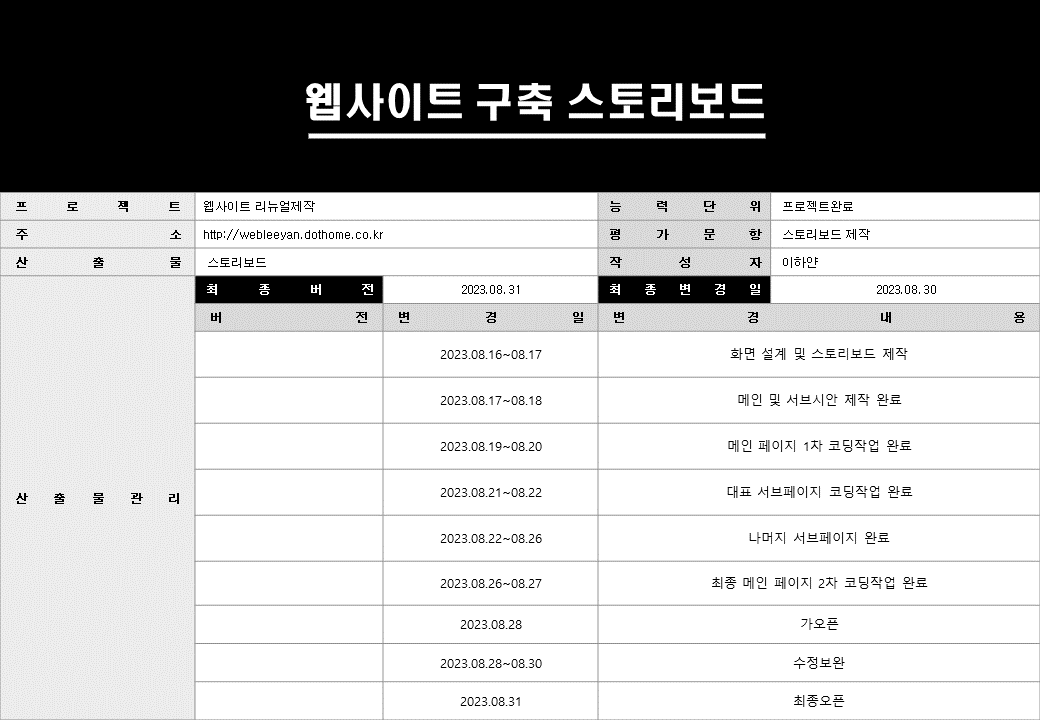 웹사이트 구축 스토리보드
프로젝트 웹사이트 리뉴얼제작 능력단위 프로젝트완료
주소 http://webleeyan.dothome.co.kr 평가문항 스토리보드 제작
산출물 스토리보드 작성자 이하얀
최종버전 2023.08.31 최종변경일 2023.08.30
버전 변경일 변경내용
2023.08.16~08.17 화면 설계 및 스토리보드 제작
2023.08.17~08.18 메인 및 서브시안 제작 완료
2023.08.19~08.20 메인 페이지 1차 코딩작업 완료
2023.08.21~08.22 대표 서브페이지 코딩작업 완료
산출물관리
2023.08.22~08.26 나머지 서브페이지 완료
2023.08.26~08.27 최종 메인 페이지 2차 코딩작업 완료
2023.08.28 가오픈
2023.08.28~08.30 수정보완
2023.08.31 최종오픈